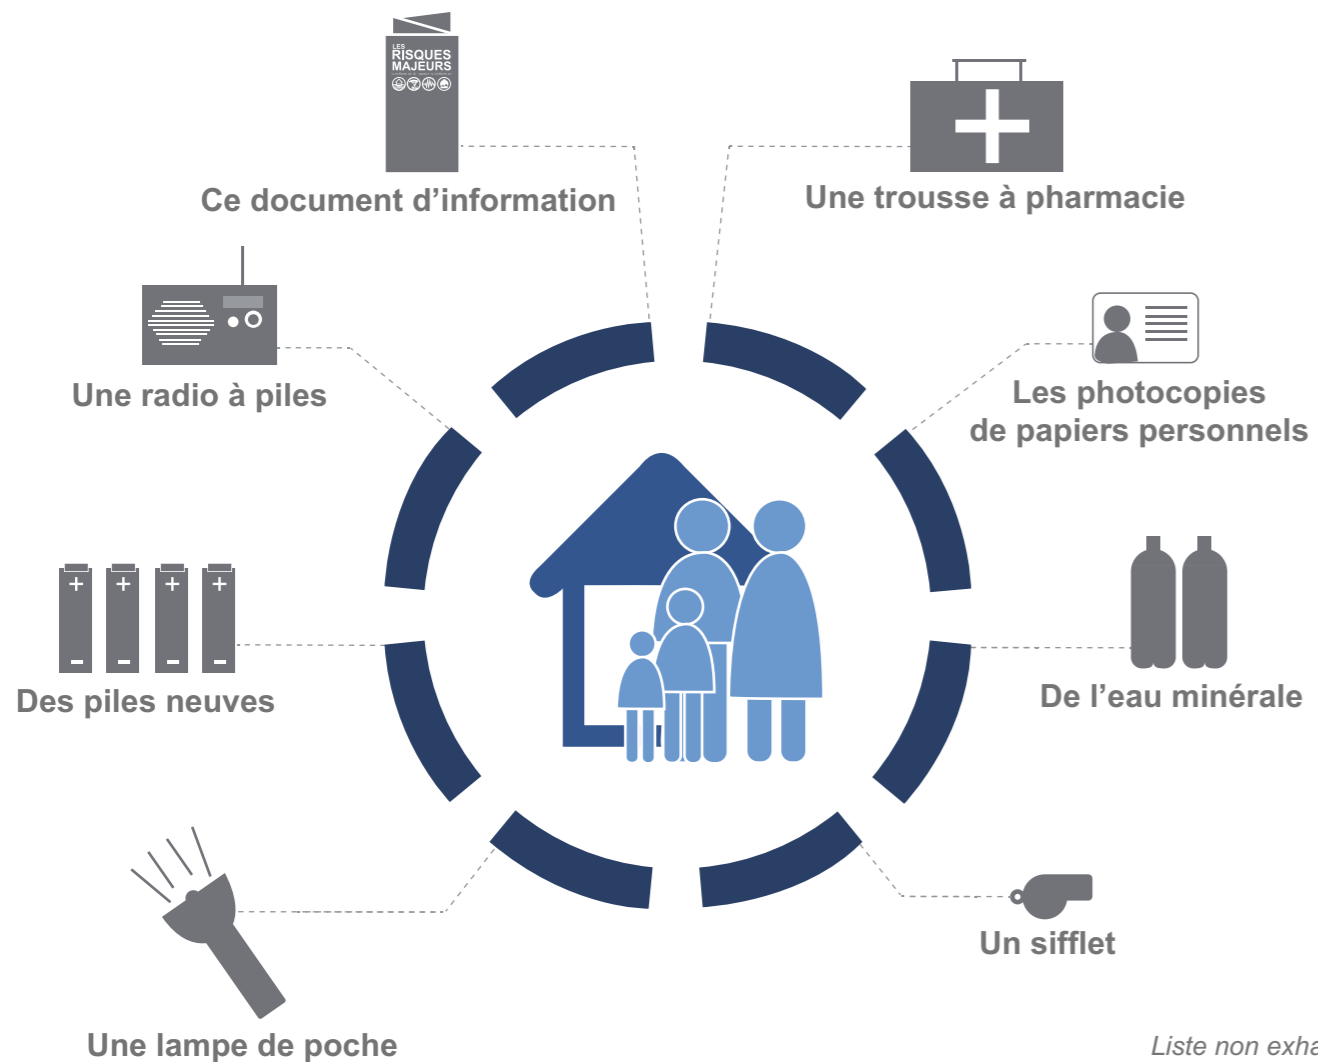 LES
RISQUES
MAJEURS
Ce document d’information
Une trousse à pharmacie
Une radio à piles
Les photocopies
de papiers personnels
Des piles neuves
De l’eau minérale
Un sifflet
Une lampe de poche
Liste non exha